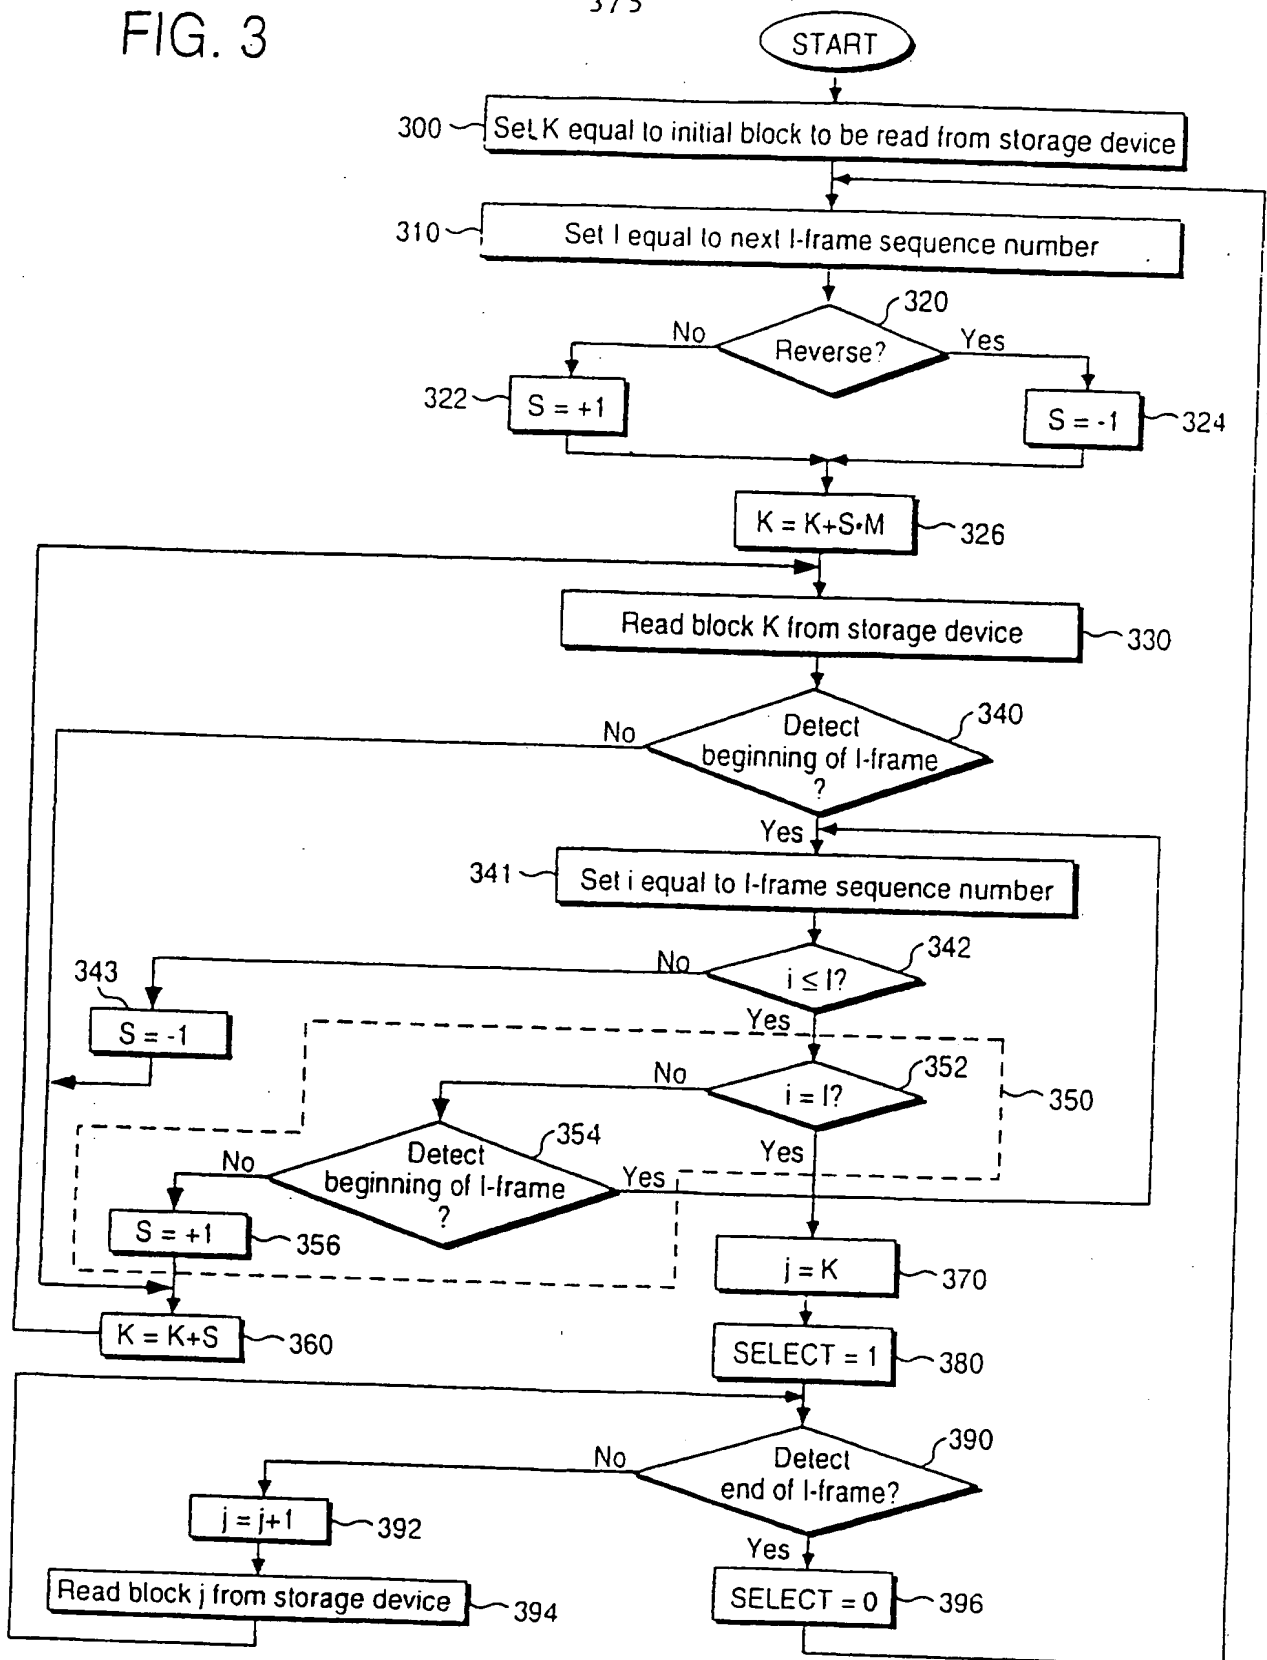 FIG. 3
375
START
300
Set K equal to initial block to be read from storage device
310
Set I equal to next I-frame sequence number
320
No
Reverse?
Yes
322
S = +1
S = -1
324
K = K+S•M
326
Read block K from storage device
330
340
No
Detect
beginning of I-frame
?
Yes
341
Set i equal to I-frame sequence number
342
No
i ≤ I?
343
S = -1
Yes
352
No
i = I?
350
354
Yes
No
Detect
beginning of I-frame
?
Yes
S = +1
356
j = K
370
K = K+S
360
SELECT = 1
380
390
No
Detect
end of I-frame?
j = j+1
392
Yes
Read block j from storage device
394
SELECT = 0
396